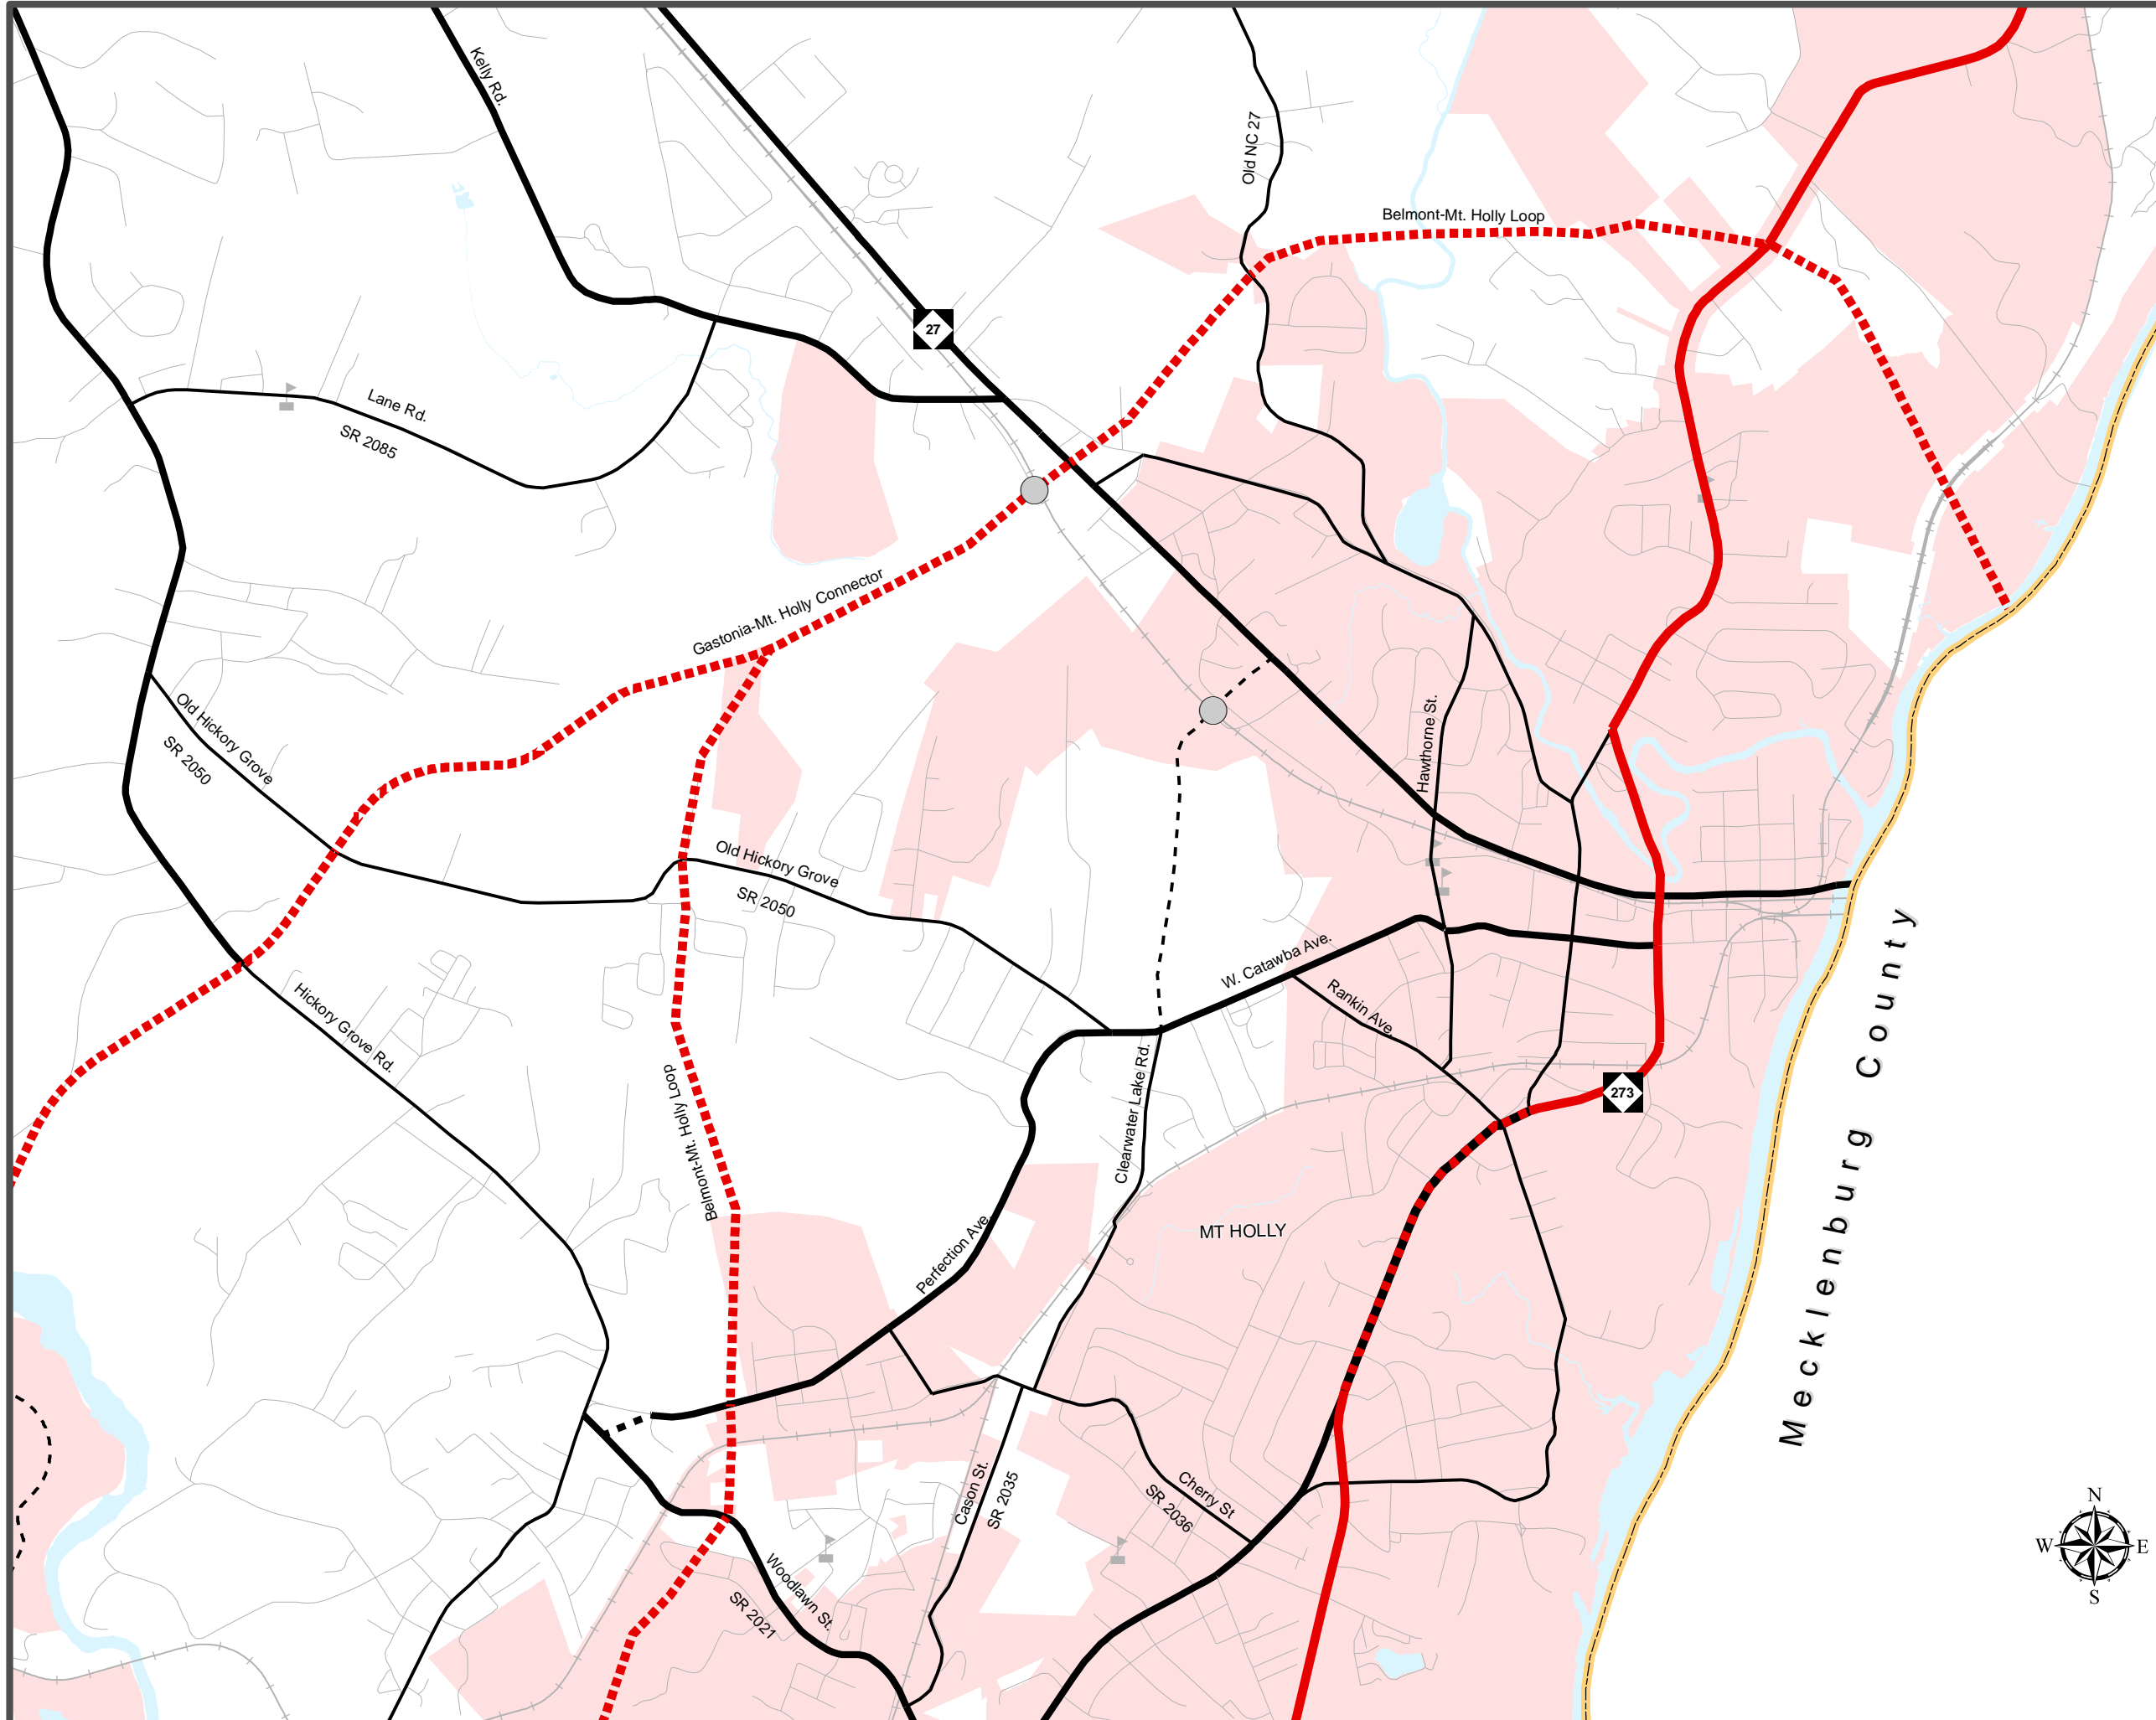 Kelly Rd.
Old NC 27
Belmont-Mt. Holly Loop
27
Lane Rd.
SR 2085
Gastonia-Mt. Holly Connector
Old Hickory Grove
SR 2050
Hawthorne St.
Old Hickory Grove
SR 2050
W. Catawba Ave.
Rankin Ave.
Hickory Grove Rd.
Mecklenburg County
Belmont-Mt. Holly Loop
Clearwater Lake Rd.
273
Perfection Ave.
MT HOLLY
Cason St.
SR 2035
Cherry St
SR 2036
Woodlawn St.
SR 2021
N
W
E
S